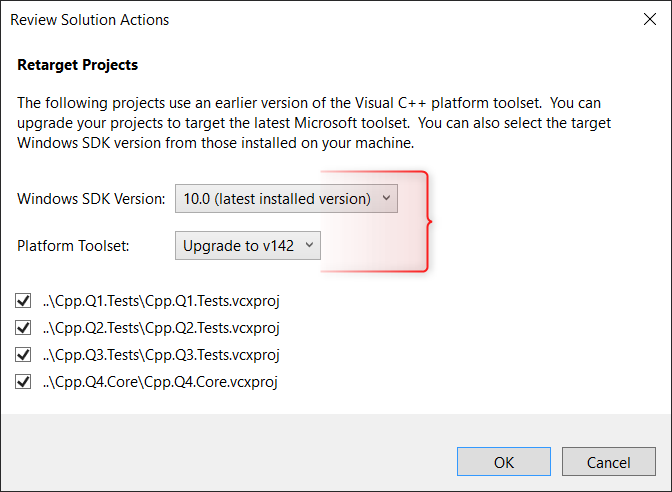 Review Solution Actions
Retarget Projects
The following projects use an earlier version of the Visual C++ platform toolset.  You can
upgrade your projects to target the latest Microsoft toolset.  You can also select the target
Windows SDK version from those installed on your machine.
Windows SDK Version: 10.0 (latest installed version)
Platform Toolset: Upgrade to v142
..\Cpp.Q1.Tests\Cpp.Q1.Tests.vcxproj
..\Cpp.Q2.Tests\Cpp.Q2.Tests.vcxproj
..\Cpp.Q3.Tests\Cpp.Q3.Tests.vcxproj
..\Cpp.Q4.Core\Cpp.Q4.Core.vcxproj
OK Cancel